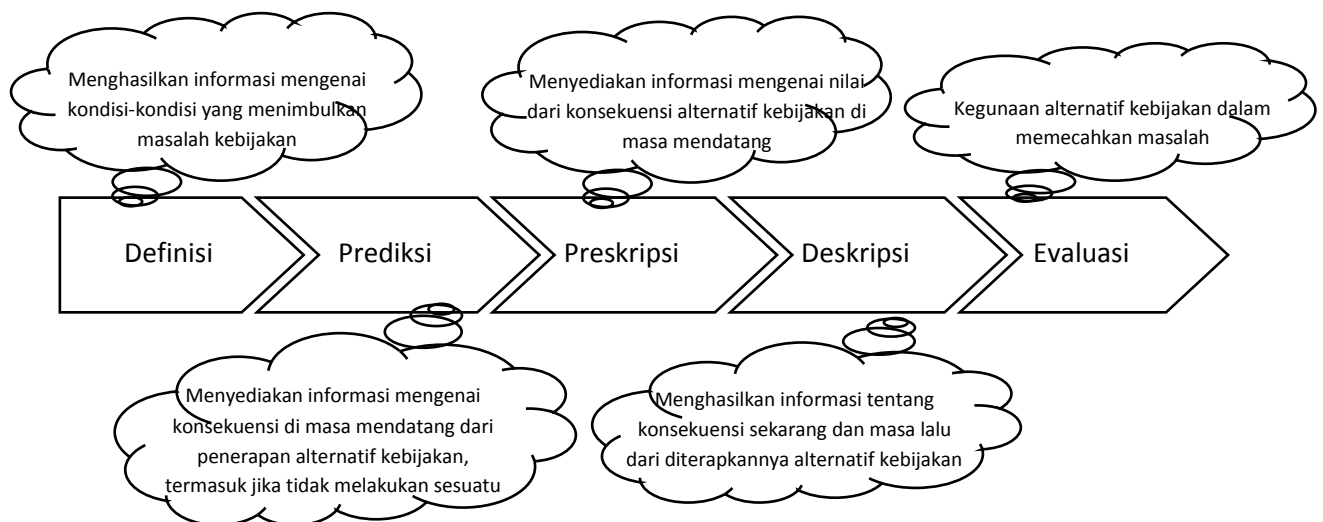 Menghasilkan informasi mengenai
kondisi-kondisi yang menimbulkan
masalah kebijakan
Menyediakan informasi mengenai nilai
dari konsekuensi alternatif kebijakan di
masa mendatang
Kegunaan alternatif kebijakan dalam
memecahkan masalah
Definisi
Prediksi
Preskripsi
Deskripsi
Evaluasi
Menyediakan informasi mengenai
konsekuensi di masa mendatang dari
penerapan alternatif kebijakan,
termasuk jika tidak melakukan sesuatu
Menghasilkan informasi tentang
konsekuensi sekarang dan masa lalu
dari diterapkannya alternatif kebijakan